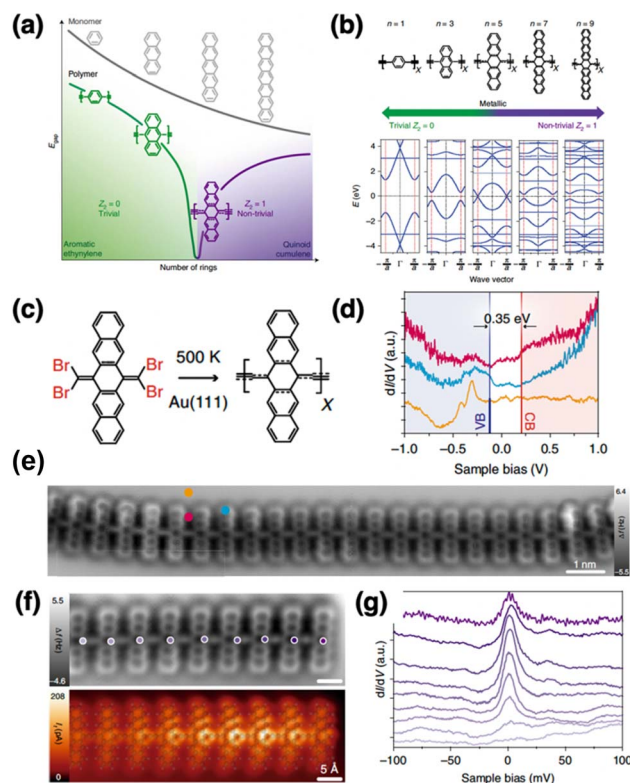 (a)
Monomer
Polymer
E gap
Z₂ = 0
Trivial
Z₂ = 1
Non-trivial
Aromatic
ethynylene
Quinoid
cumulene
Number of rings
(b)
n = 1 n = 3 n = 5 n = 7 n = 9
X X X X X
Metallic
Trivial Z₂ = 0 Non-trivial Z₂ = 1
E (eV)
4
2
0
−2
−4
−π/a Γ π/a −π/a Γ π/a −π/a Γ π/a −π/a Γ π/a −π/a Γ π/a
Wave vector
(c)
Br Br
Br Br
500 K
Au(111)
X
(d)
dI/dV (a.u.)
0.35 eV
VB
CB
−1.0 −0.5 0 0.5 1.0
Sample bias (V)
(e)
6.4
Δf (Hz)
−5.5
1 nm
(f)
5.5
Δf (Hz)
−4.6
208
I_t (pA)
0
5 Å
(g)
dI/dV (a.u.)
−100 −50 0 50 100
Sample bias (mV)